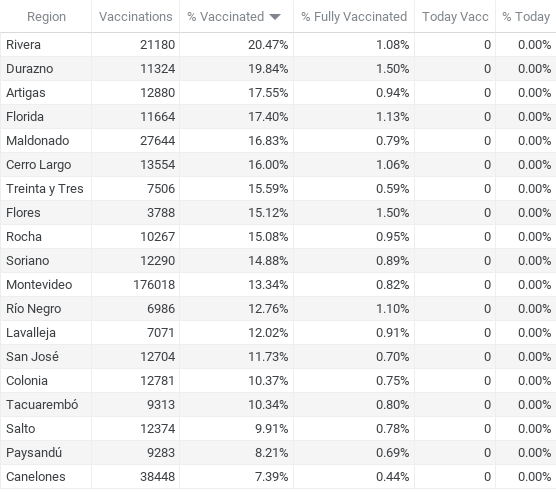 Region Vaccinations % Vaccinated % Fully Vaccinated Today Vacc % Today
Rivera 21180 20.47% 1.08% 0 0.00%
Durazno 11324 19.84% 1.50% 0 0.00%
Artigas 12880 17.55% 0.94% 0 0.00%
Florida 11664 17.40% 1.13% 0 0.00%
Maldonado 27644 16.83% 0.79% 0 0.00%
Cerro Largo 13554 16.00% 1.06% 0 0.00%
Treinta y Tres 7506 15.59% 0.59% 0 0.00%
Flores 3788 15.12% 1.50% 0 0.00%
Rocha 10267 15.08% 0.95% 0 0.00%
Soriano 12290 14.88% 0.89% 0 0.00%
Montevideo 176018 13.34% 0.82% 0 0.00%
Río Negro 6986 12.76% 1.10% 0 0.00%
Lavalleja 7071 12.02% 0.91% 0 0.00%
San José 12704 11.73% 0.70% 0 0.00%
Colonia 12781 10.37% 0.75% 0 0.00%
Tacuarembó 9313 10.34% 0.80% 0 0.00%
Salto 12374 9.91% 0.78% 0 0.00%
Paysandú 9283 8.21% 0.69% 0 0.00%
Canelones 38448 7.39% 0.44% 0 0.00%